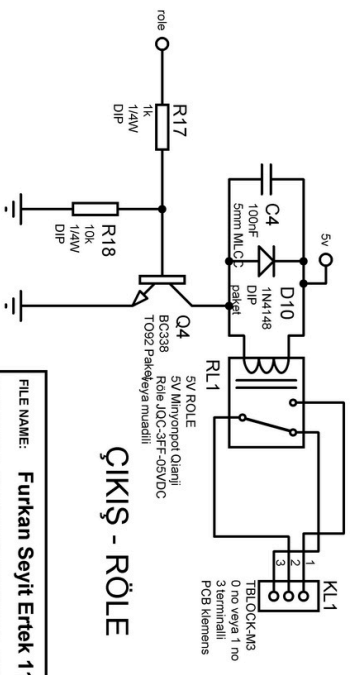 role
R17
1k
1/4W
DIP
R18
10k
1/4W
DIP
C4
100nF
5mm MLCC
paket
5v
D10
1N4148
DIP
Q4
BC338
TO92 Paket veya muadili
RL1
5V ROLE
5V Minyonpot Qianji
Röle JQC-3FF-05VDC
KL1
1
2
3
TBLOCK-M3
0 no veya 1 no
3 terminalli
PCB klemens
ÇIKIŞ - RÖLE
FILE NAME: Furkan Seyit Ertek